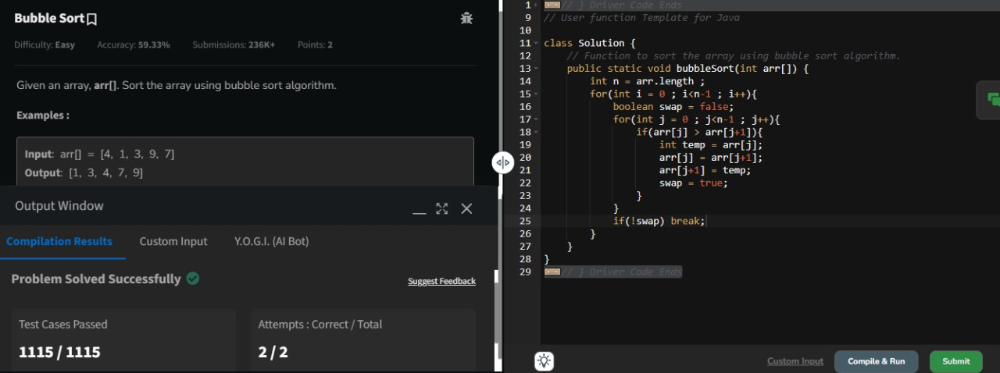 Bubble Sort
Difficulty: Easy Accuracy: 59.33% Submissions: 236K+ Points: 2
Given an array, arr[]. Sort the array using bubble sort algorithm.
Examples :
Input: arr[] = [4, 1, 3, 9, 7]
Output: [1, 3, 4, 7, 9]
Output Window
Compilation Results Custom Input Y.O.G.I. (AI Bot)
Problem Solved Successfully
Suggest Feedback
Test Cases Passed
1115 / 1115
Attempts : Correct / Total
2 / 2
1 // } Driver Code Ends
9 // User function Template for Java
10
11 class Solution {
12 // Function to sort the array using bubble sort algorithm.
13 public static void bubbleSort(int arr[]) {
14 int n = arr.length ;
15 for(int i = 0 ; i<n-1 ; i++){
16 boolean swap = false;
17 for(int j = 0 ; j<n-1 ; j++){
18 if(arr[j] > arr[j+1]){
19 int temp = arr[j];
20 arr[j] = arr[j+1];
21 arr[j+1] = temp;
22 swap = true;
23 }
24 }
25 if(!swap) break;
26 }
27 }
28 }
29 // } Driver Code Ends
Custom Input Compile & Run Submit